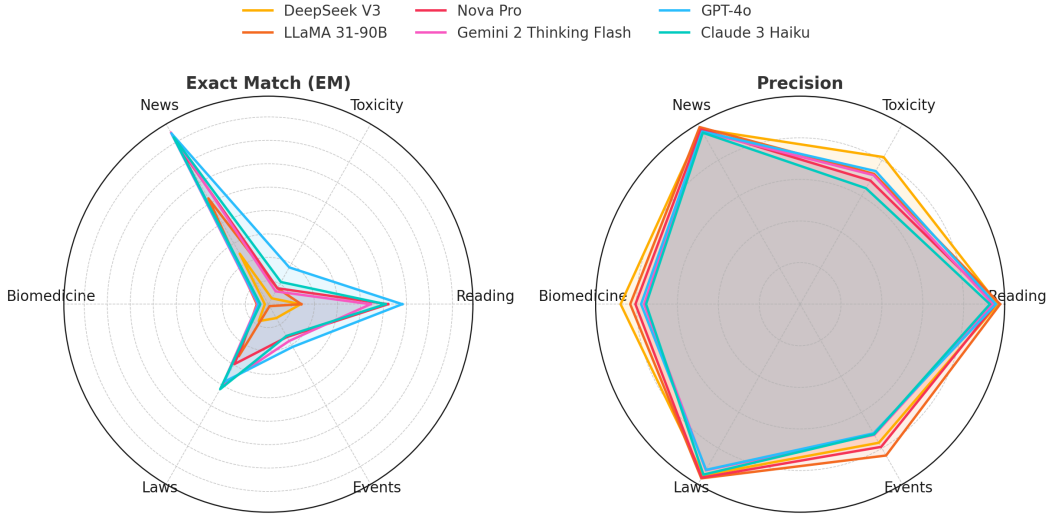 DeepSeek V3
Nova Pro
GPT-4o
LLaMA 31-90B
Gemini 2 Thinking Flash
Claude 3 Haiku
Exact Match (EM)
Precision
News
Toxicity
News
Toxicity
Biomedicine
Reading
Biomedicine
Reading
Laws
Events
Laws
Events